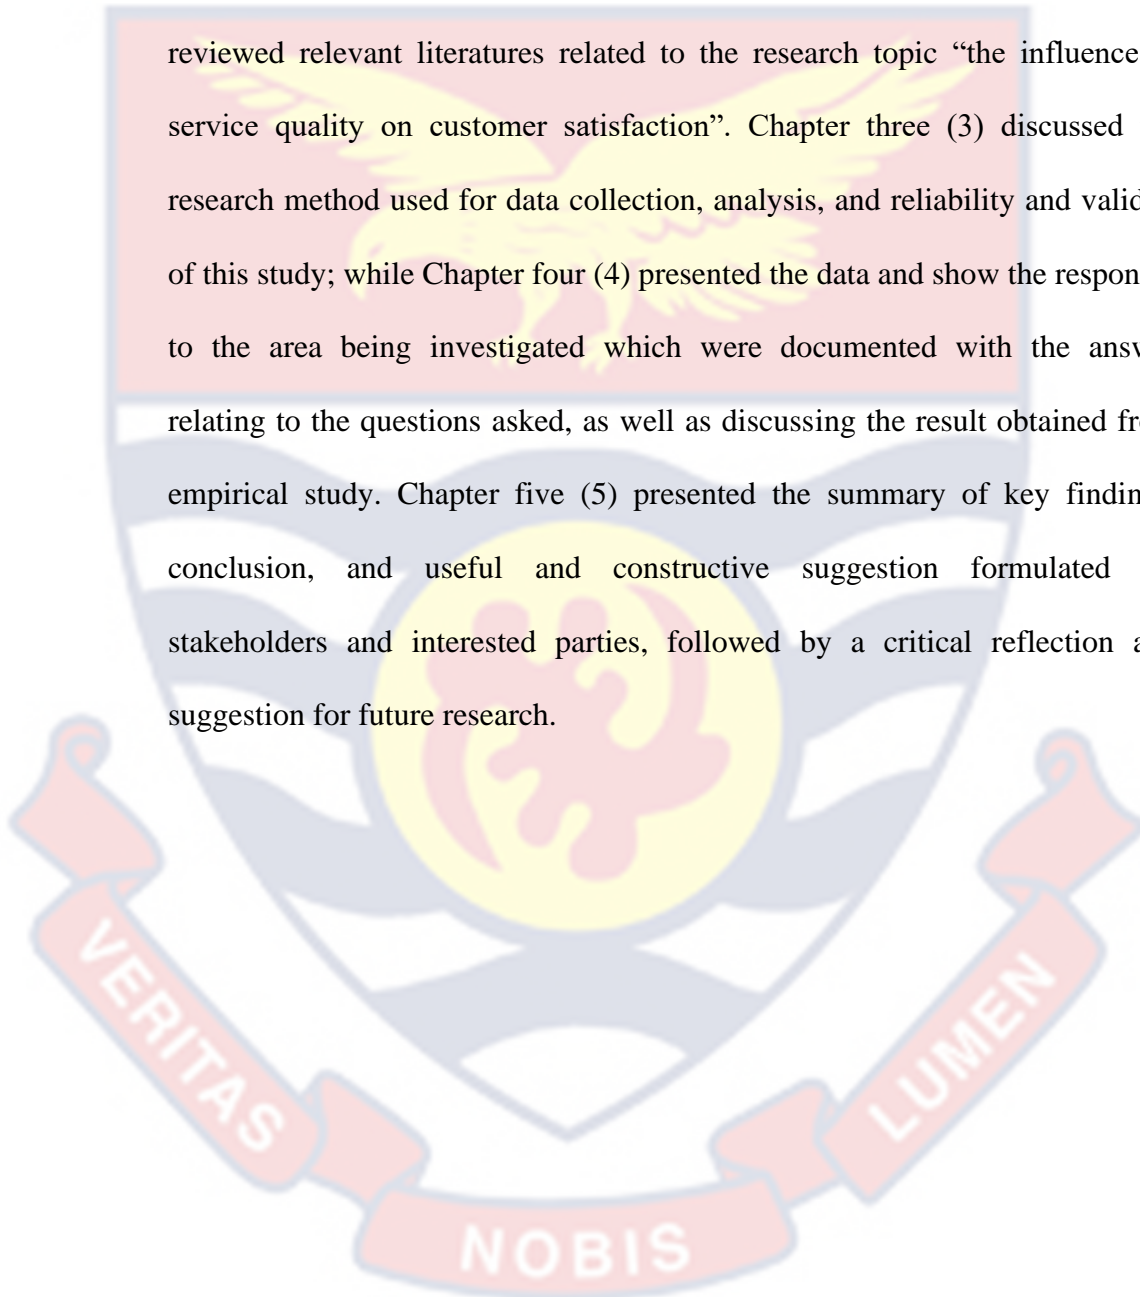 reviewed relevant literatures related to the research topic “the influence
service quality on customer satisfaction”. Chapter three (3) discussed
research method used for data collection, analysis, and reliability and valid
of this study; while Chapter four (4) presented the data and show the respon
to the area being investigated which were documented with the answ
relating to the questions asked, as well as discussing the result obtained fr
empirical study. Chapter five (5) presented the summary of key findin
conclusion, and useful and constructive suggestion formulated
stakeholders and interested parties, followed by a critical reflection a
suggestion for future research.
VERITAS
NOBIS
LUMEN